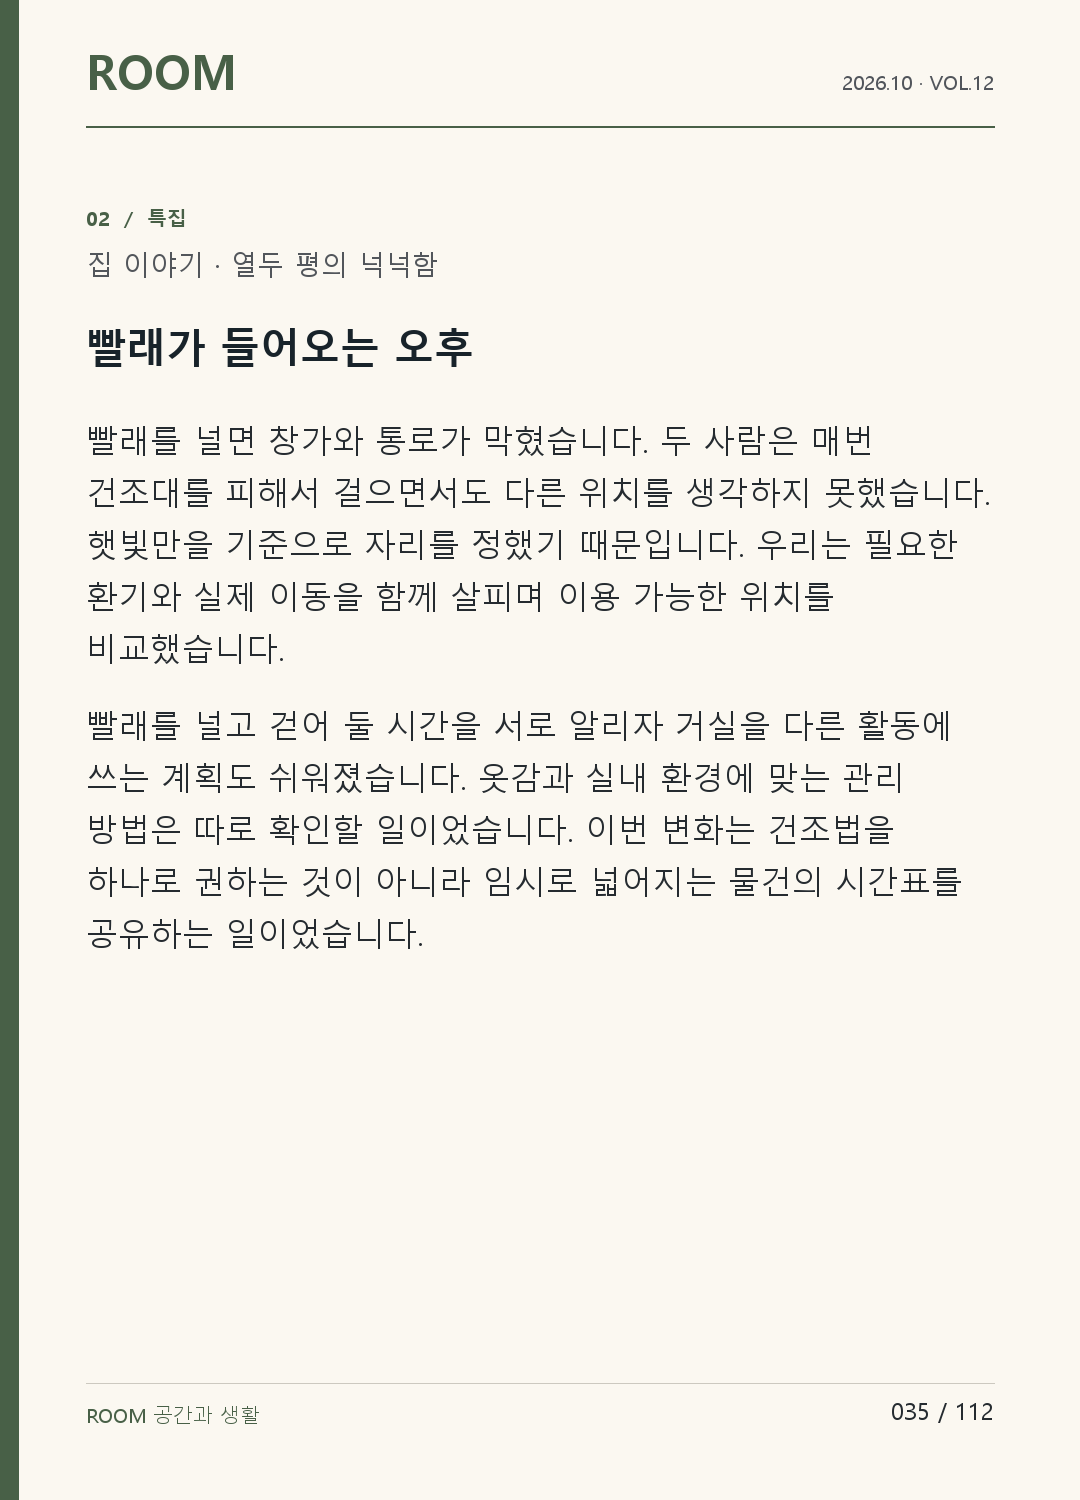 ROOM
2026.10 · VOL.12
02 / 특집
집 이야기 · 열두 평의 넉넉함
빨래가 들어오는 오후
빨래를 널면 창가와 통로가 막혔습니다. 두 사람은 매번
건조대를 피해서 걸으면서도 다른 위치를 생각하지 못했습니다.
햇빛만을 기준으로 자리를 정했기 때문입니다. 우리는 필요한
환기와 실제 이동을 함께 살피며 이용 가능한 위치를
비교했습니다.
빨래를 널고 걷어 둘 시간을 서로 알리자 거실을 다른 활동에
쓰는 계획도 쉬워졌습니다. 옷감과 실내 환경에 맞는 관리
방법은 따로 확인할 일이었습니다. 이번 변화는 건조법을
하나로 권하는 것이 아니라 임시로 넓어지는 물건의 시간표를
공유하는 일이었습니다.
ROOM 공간과 생활
035 / 112